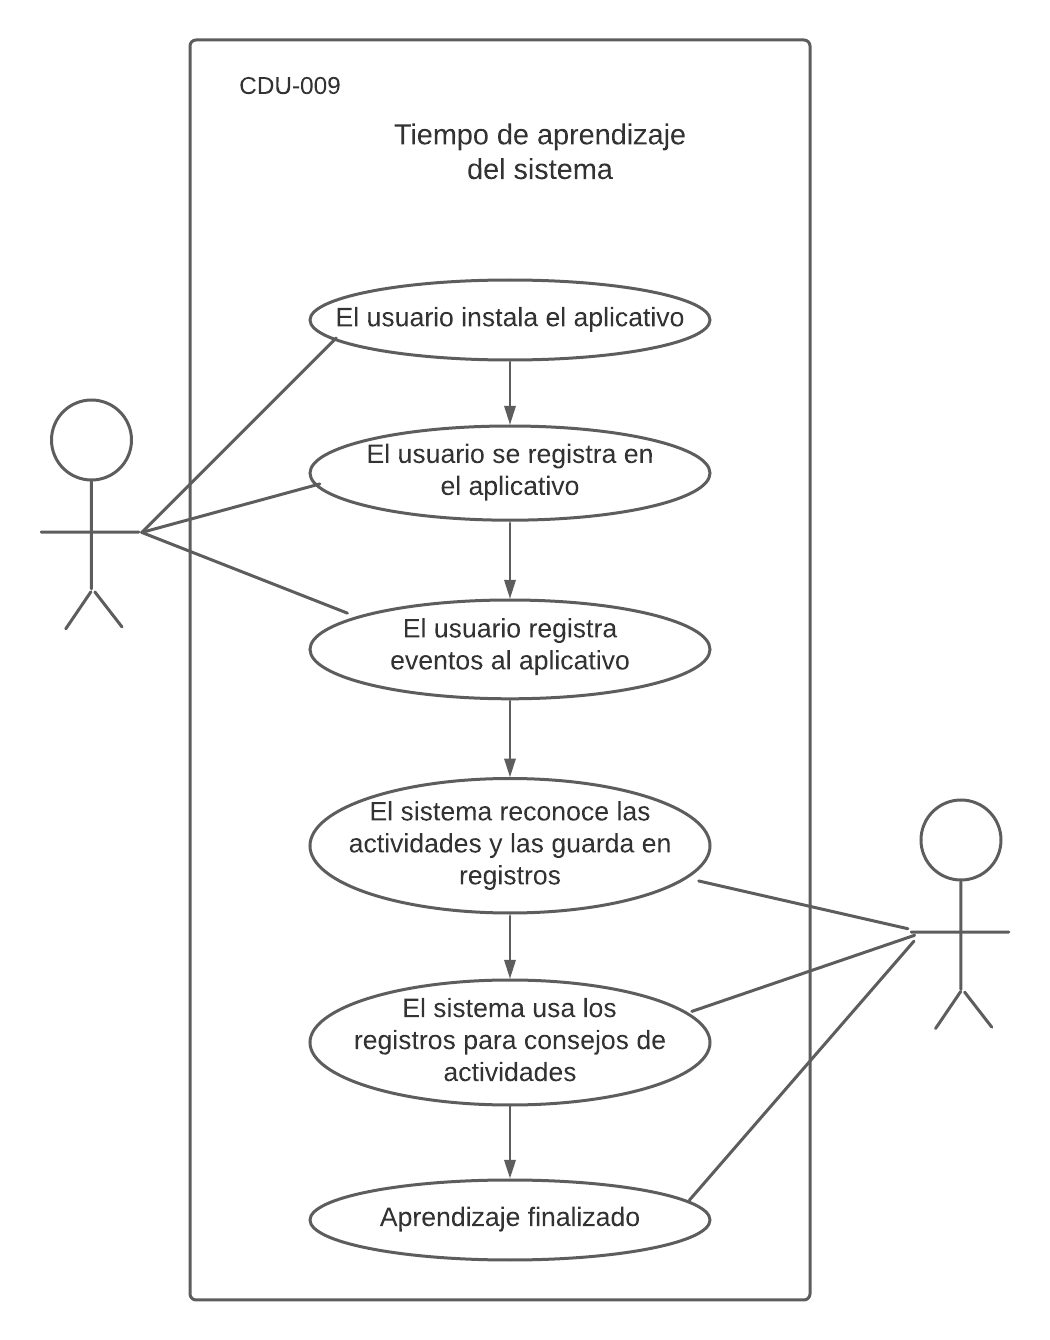 CDU-009
Tiempo de aprendizaje
del sistema
El usuario instala el aplicativo
El usuario se registra en
el aplicativo
El usuario registra
eventos al aplicativo
El sistema reconoce las
actividades y las guarda en
registros
El sistema usa los
registros para consejos de
actividades
Aprendizaje finalizado